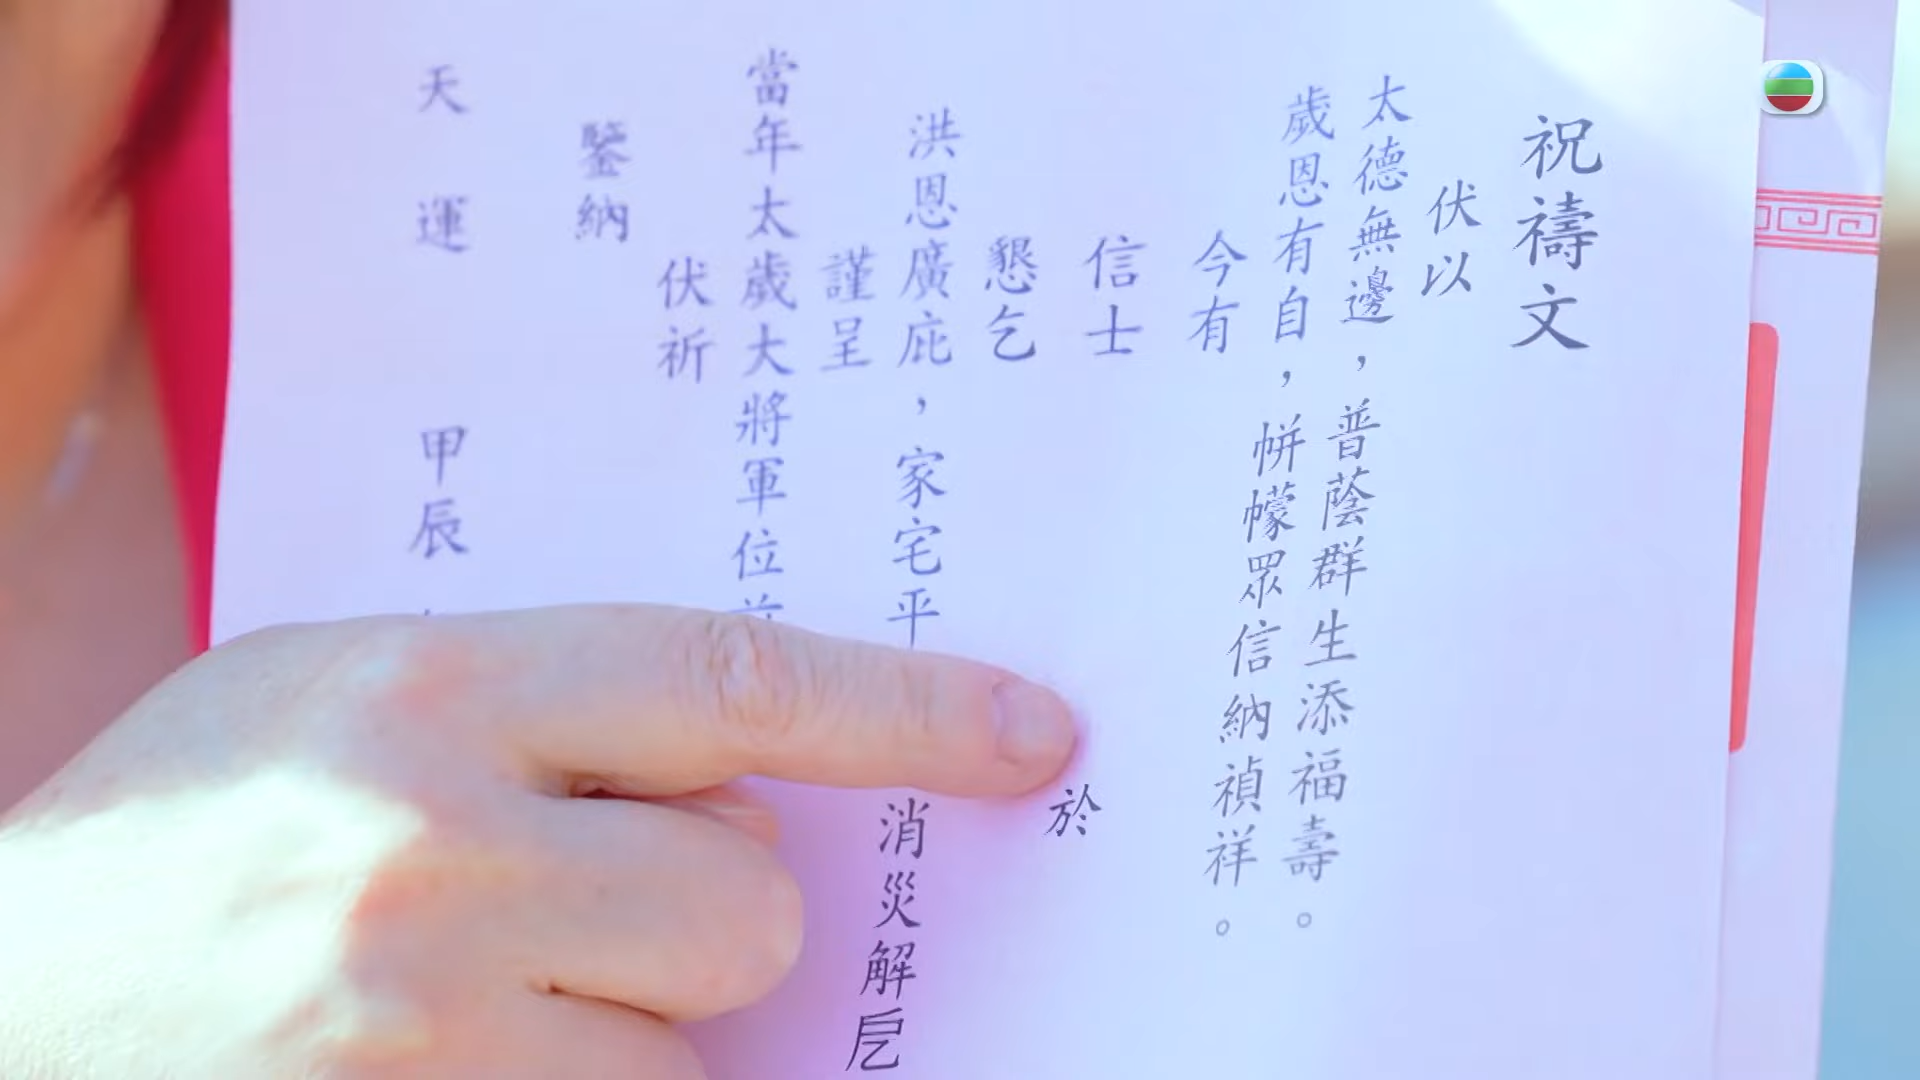 祝禱文
伏以
太德無邊，普蔭群生添福壽。
歲恩有自，帡幪眾信納禎祥。
今有
信士 於
懇乞
洪恩廣庇，家宅平 消災解戹
謹呈
當年太歲大將軍位
伏祈
鑒納
天運 甲辰